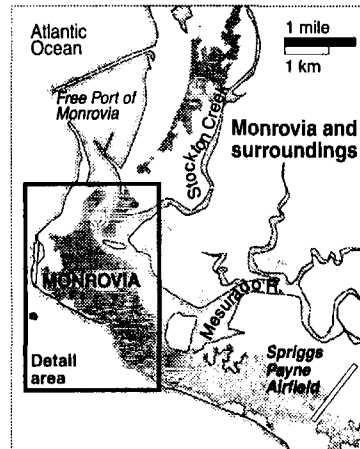 Atlantic
Ocean
1 mile
1 km
Free Port of
Monrovia
Stockton Creek
Monrovia and
surroundings
MONROVIA
Mesurado R.
Detail
area
Spriggs
Payne
Airfield